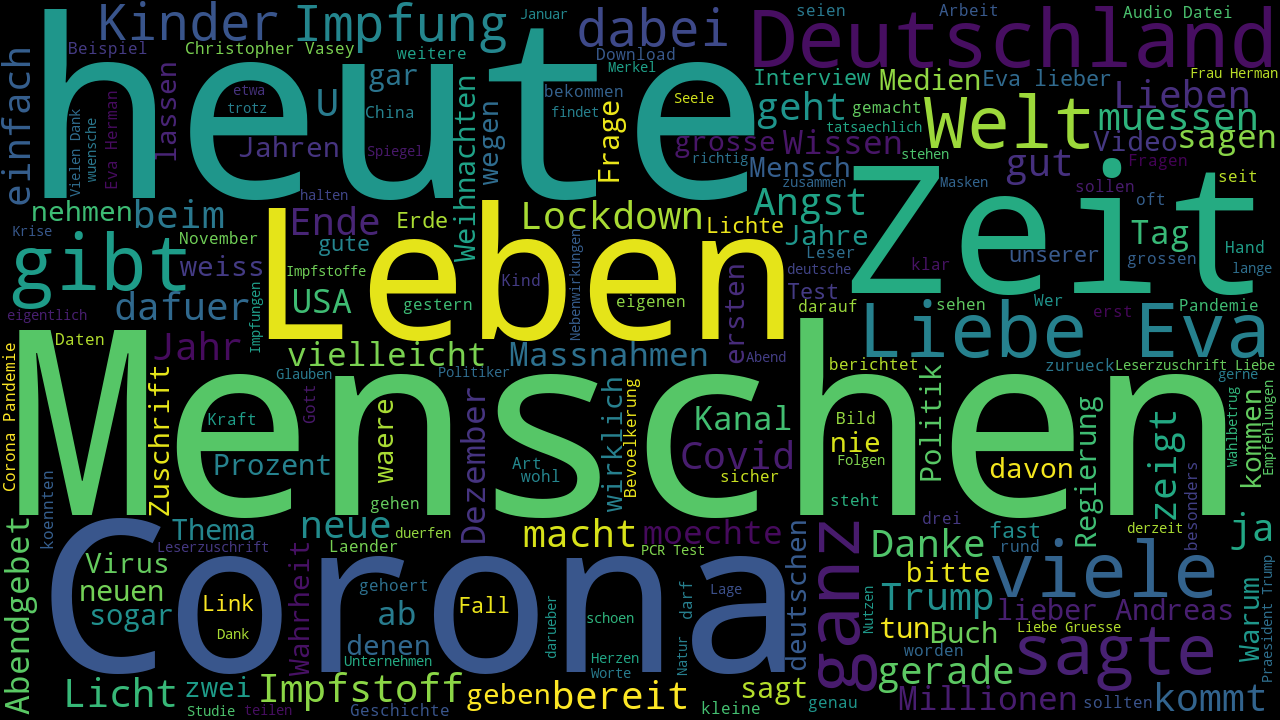 Kinder
Impfung
Januar
dabei
seien
Arbeit
Audio Datei
Deutschland
heute
Beispiel
Christopher Vasey
weitere
Download
Merkel
Frau Herman
einfach
lassen
gar
etwa
trotz
U
China
Weihnachten
wegen
bekommen
findet
Frage
Seele
Interview
Medien
Eva lieber
Lieben
geht
gemacht
Welt
muessen
tatsaechlich
Vielen Dank
wuensche
Eva Herman
Jahren
Spiegel
grosse
Wissen
stehen
Video
sagen
richtig
Mensch
gut
Fragen
halten
zusammen
Masken
sollen
seit
oft
nehmen
beim
Ende
Erde
Lockdown
Lichte
Angst
Zeit
Tag
Krise
November
gute
Jahre
Leser
unserer
grossen
Hand
lange
gibt
weiss
Impfstoffe
Leben
Kind
Nebenwirkungen
deutsche
klar
dafuer
USA
gestern
eigenen
ersten
Test
darauf
sehen
Wer
erst
Pandemie
eigentlich
Impfungen
Liebe
Eva
Daten
Jahr
vielleicht
Massnahmen
Abend
berichtet
zurueck
Leserzuschrift Liebe
Corona Pandemie
Zuschrift
Glauben
Politiker
gerne
Menschen
Gott
Kraft
waere
Prozent
Dezember
Art
wohl
wirklich
Bevoelkerung
Kanal
Covid
sicher
Bild
nie
Folgen
Politik
davon
Regierung
zeigt
Wahlbetrug
kommen
Empfehlungen
koennten
gehen
steht
besonders
Abendgebet
Thema
neue
duerfen
macht
moechte
drei
fast
derzeit
ja
Leserzuschrift
Laender
PCR Test
deutschen
ganz
Danke
rund
viele
Virus
neuen
Wahrheit
gehoert
Corona
bitte
sogar
Link
ab
Fall
darueber
schoen
darf
Lage
Nutzen
Trump
lieber Andreas
Warum
Praesident Trump
Dank
denen
tun
Buch
Liebe Gruesse
sagte
Unternehmen
Herzen
Worte
Natur
worden
gerade
Licht
zwei
Impfstoff
geben
bereit
sagt
genau
Millionen
sollten
kommt
Studie
teilen
Geschichte
kleine